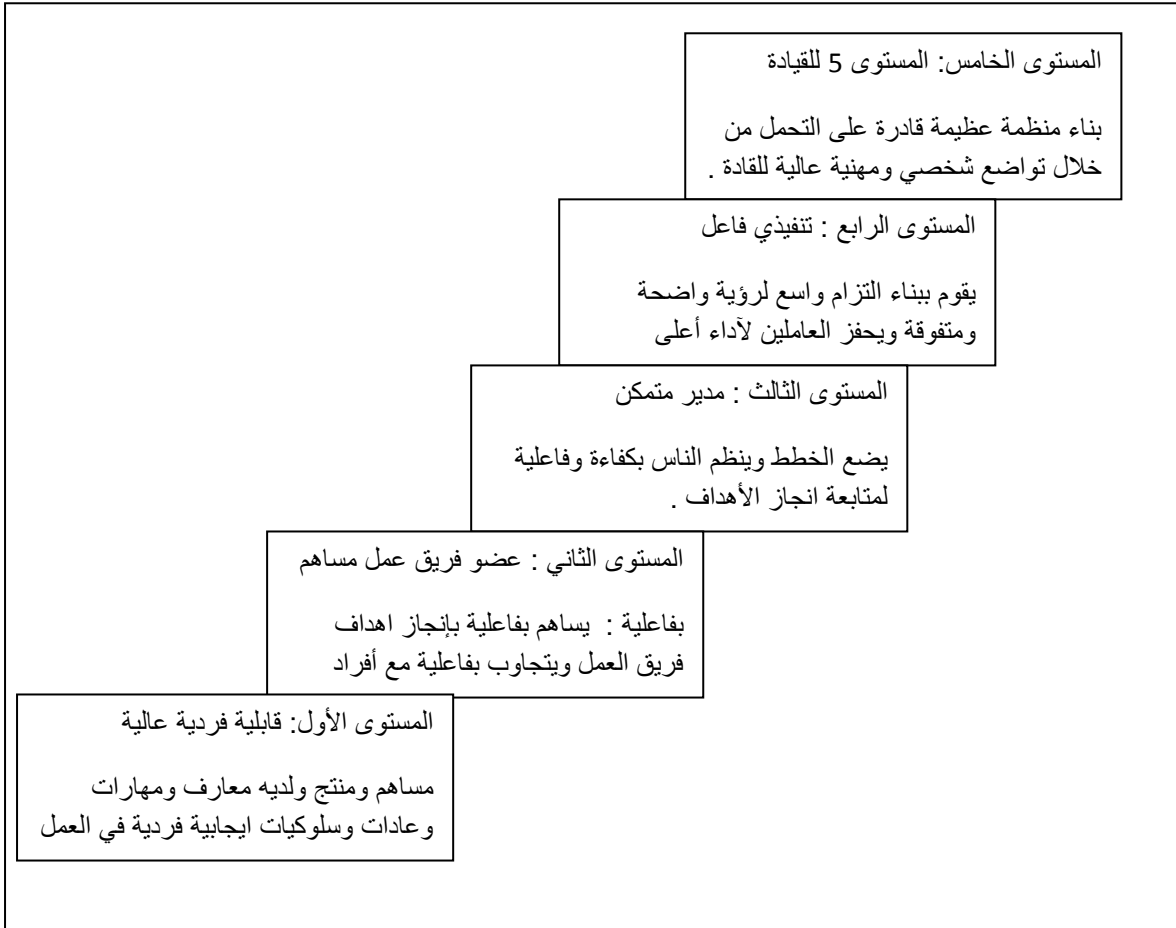 المستوى الخامس: المستوى 5 للقيادة
بناء منظمة عظيمة قادرة على التحمل من
خلال تواضع شخصي ومهنية عالية للقادة .
المستوى الرابع : تنفيذي فاعل
يقوم ببناء التزام واسع لرؤية واضحة
ومتفوقة ويحفز العاملين لآداء أعلى
المستوى الثالث : مدير متمكن
يضع الخطط وينظم الناس بكفاءة وفاعلية
لمتابعة انجاز الأهداف .
المستوى الثاني : عضو فريق عمل مساهم
بفاعلية : يساهم بفاعلية بإنجاز اهداف
فريق العمل ويتجاوب بفاعلية مع أفراد
المستوى الأول: قابلية فردية عالية
مساهم ومنتج ولديه معارف ومهارات
وعادات وسلوكيات ايجابية فردية في العمل